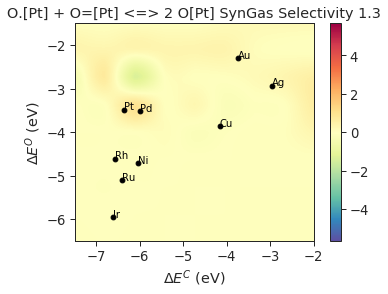 O.[Pt] + O=[Pt] <=> 2 O[Pt] SynGas Selectivity 1.3
ΔE^O (eV)
−2
−3
−4
−5
−6
Au
Ag
Pt
Pd
Cu
Rh
Ni
Ru
Ir
−7
−6
−5
−4
−3
−2
ΔE^C (eV)
4
2
0
−2
−4